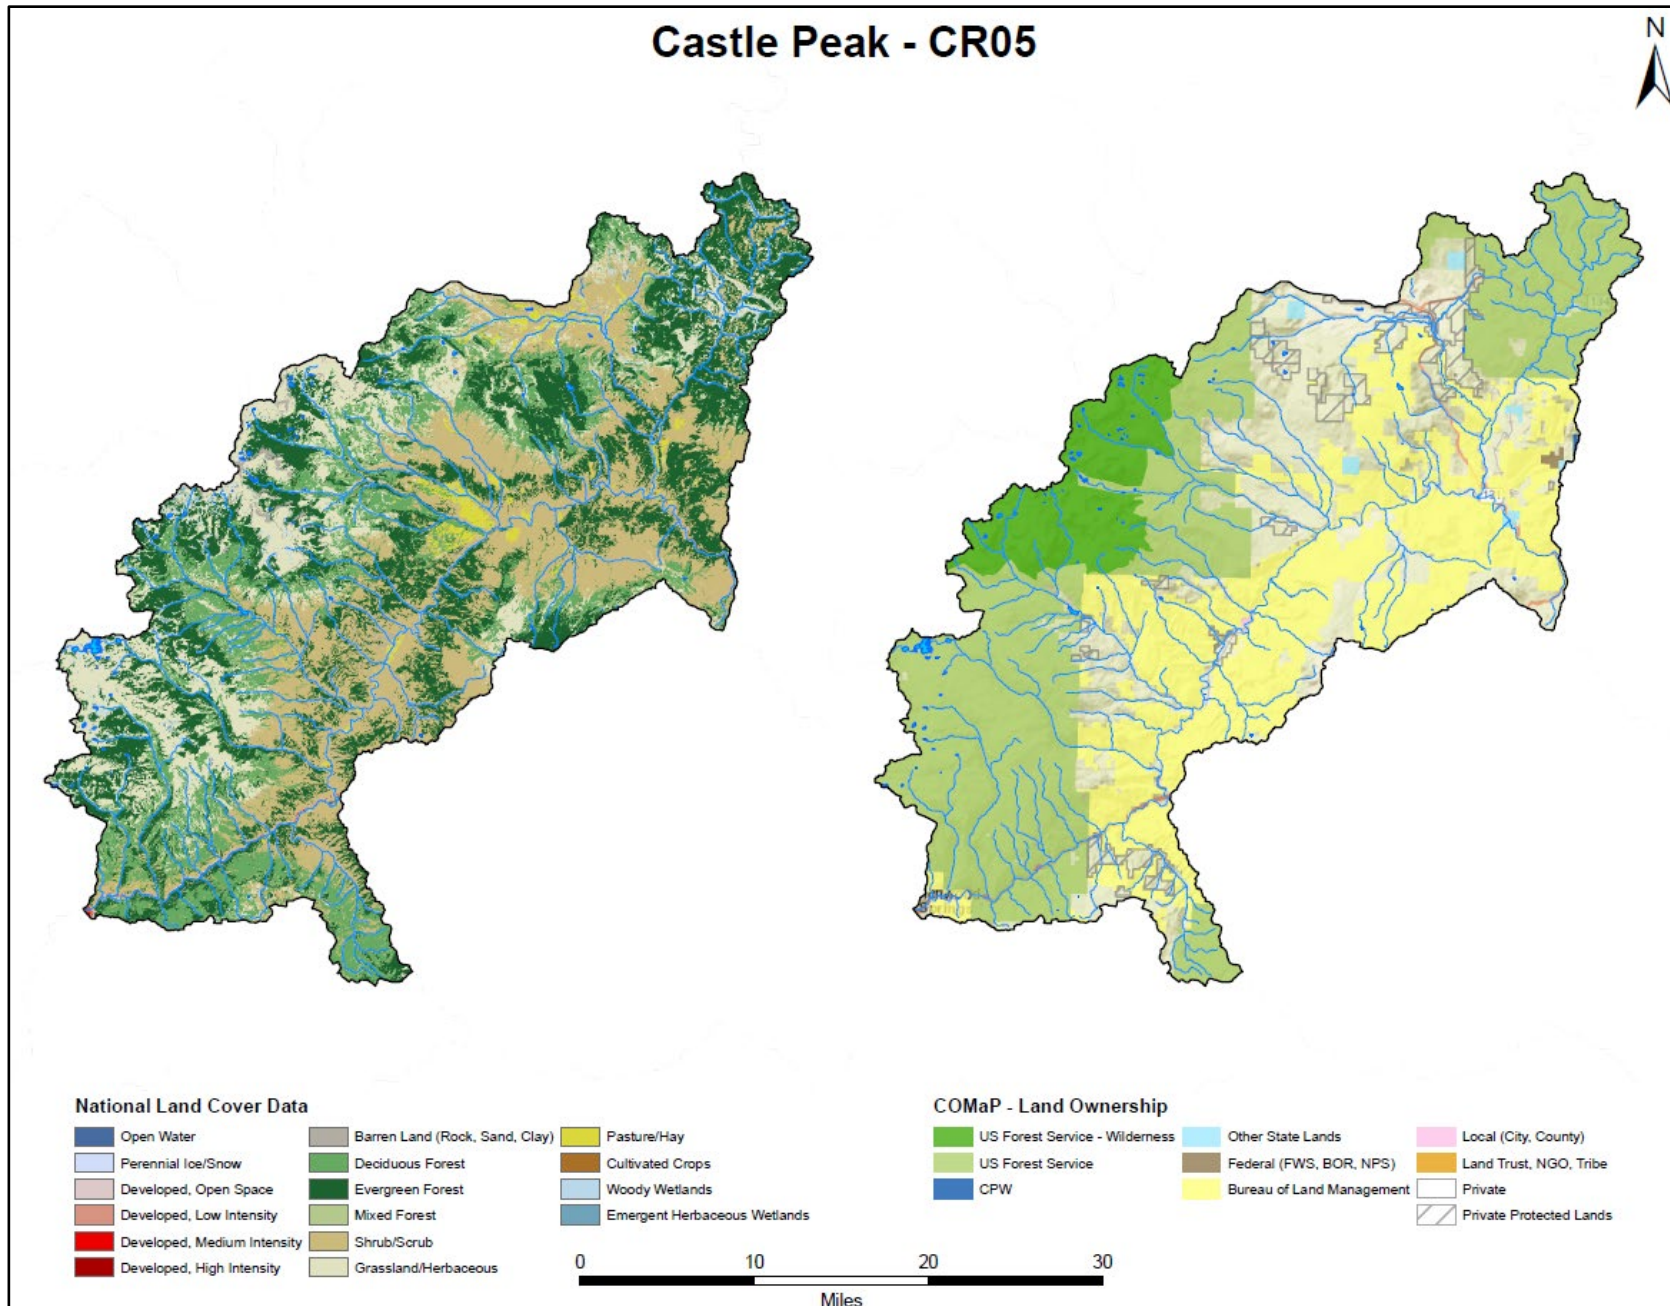 Castle Peak - CR05
N
National Land Cover Data
Open Water
Perennial Ice/Snow
Developed, Open Space
Developed, Low Intensity
Developed, Medium Intensity
Developed, High Intensity
Barren Land (Rock, Sand, Clay)
Deciduous Forest
Evergreen Forest
Mixed Forest
Shrub/Scrub
Grassland/Herbaceous
Pasture/Hay
Cultivated Crops
Woody Wetlands
Emergent Herbaceous Wetlands
COMaP - Land Ownership
US Forest Service - Wilderness
US Forest Service
CPW
Other State Lands
Federal (FWS, BOR, NPS)
Bureau of Land Management
Local (City, County)
Land Trust, NGO, Tribe
Private
Private Protected Lands
0 10 20 30
Miles